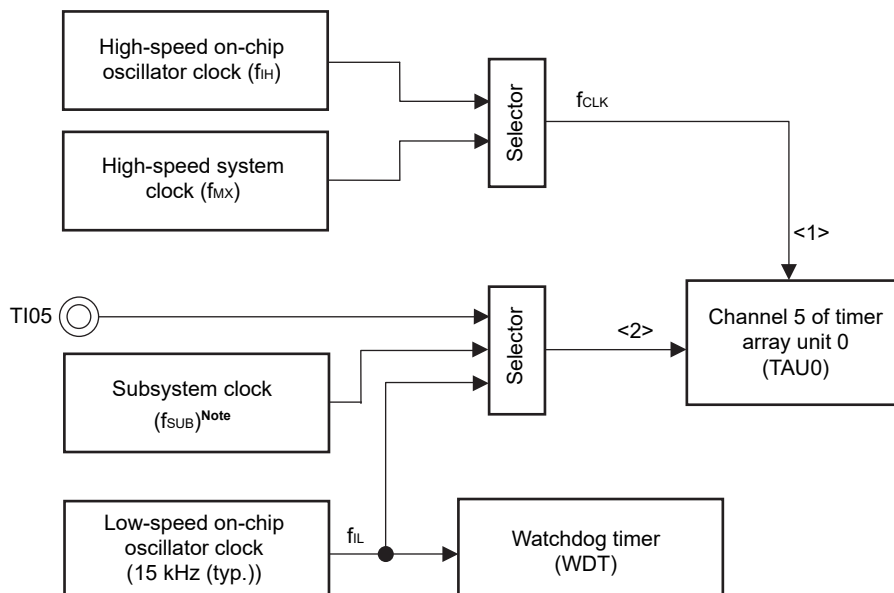 High-speed on-chip
oscillator clock (fIH)
High-speed system
clock (fMX)
Selector
fCLK
<1>
TI05
Subsystem clock
(fSUB)Note
Selector
<2>
Channel 5 of timer
array unit 0
(TAU0)
Low-speed on-chip
oscillator clock
(15 kHz (typ.))
fIL
Watchdog timer
(WDT)